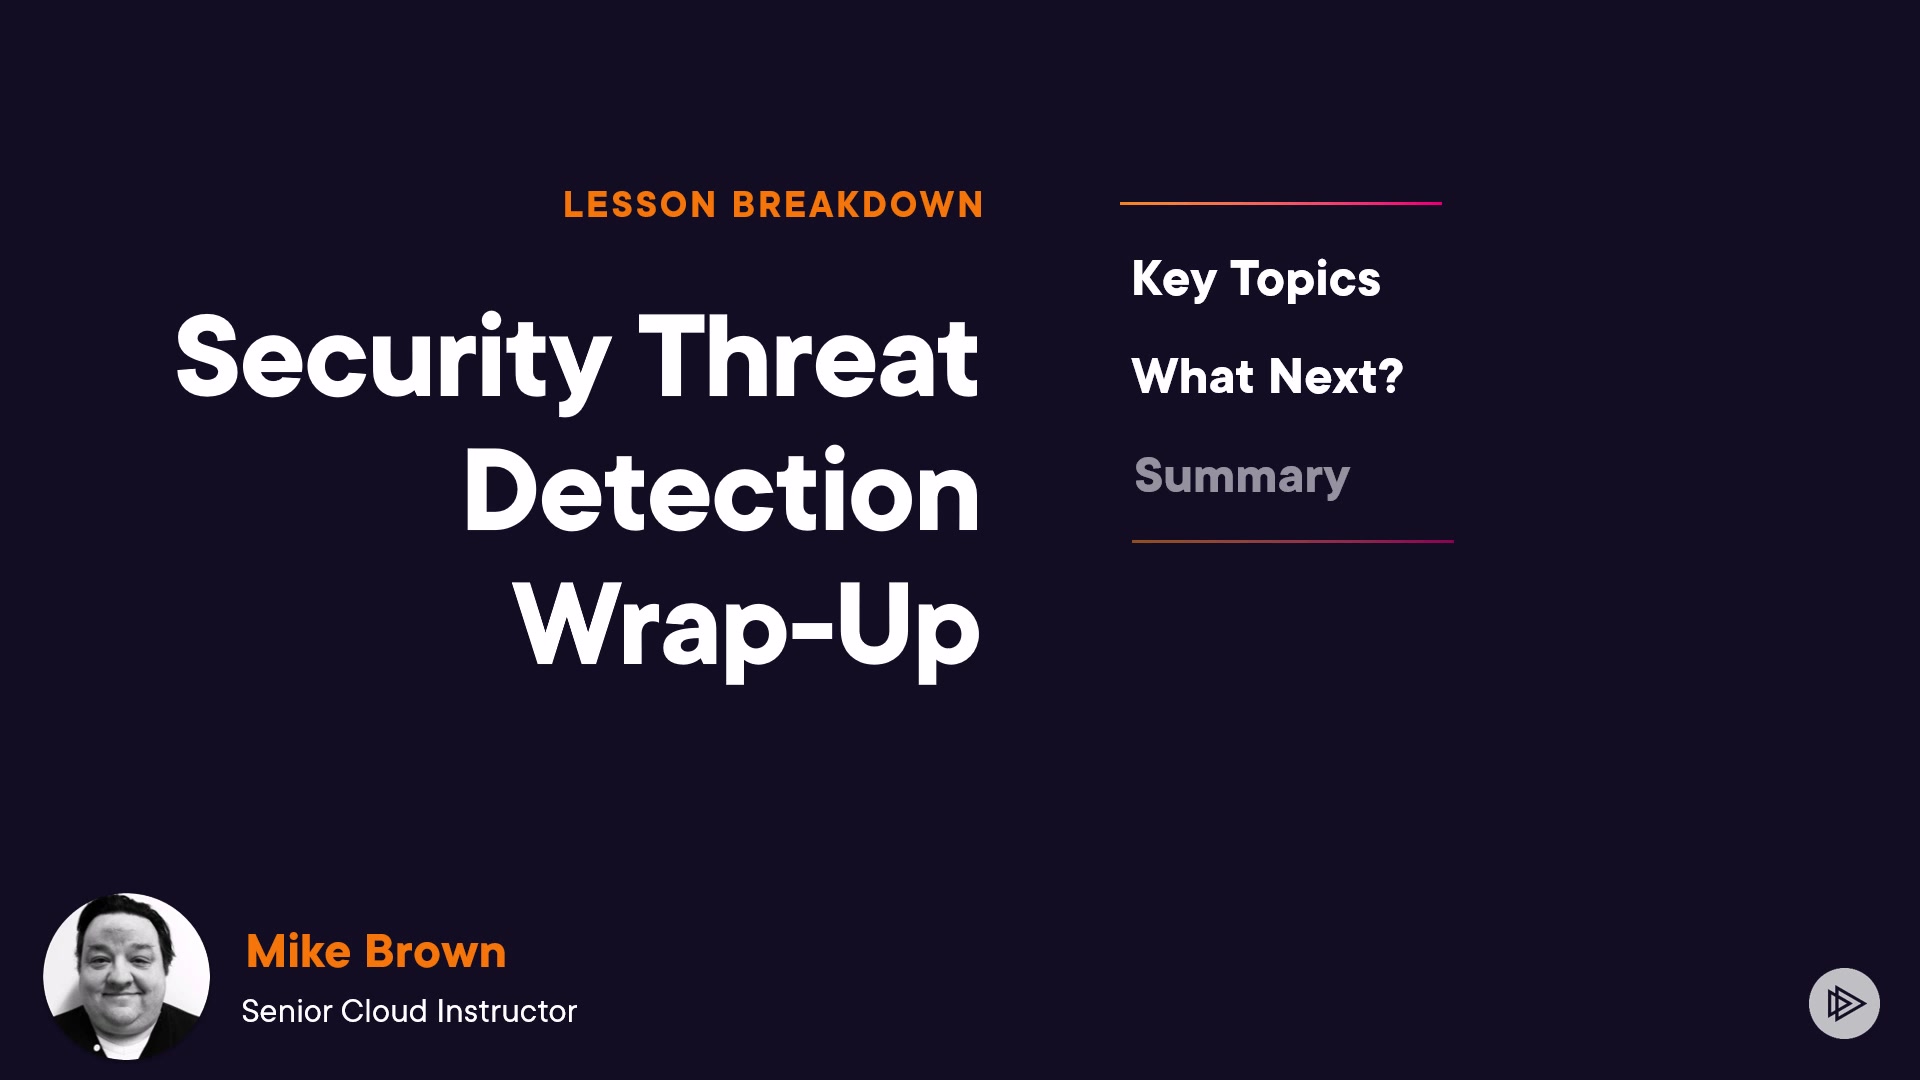 LESSON BREAKDOWN
Security Threat
Detection
Wrap-Up
Key Topics
What Next?
Summary
Mike Brown
Senior Cloud Instructor